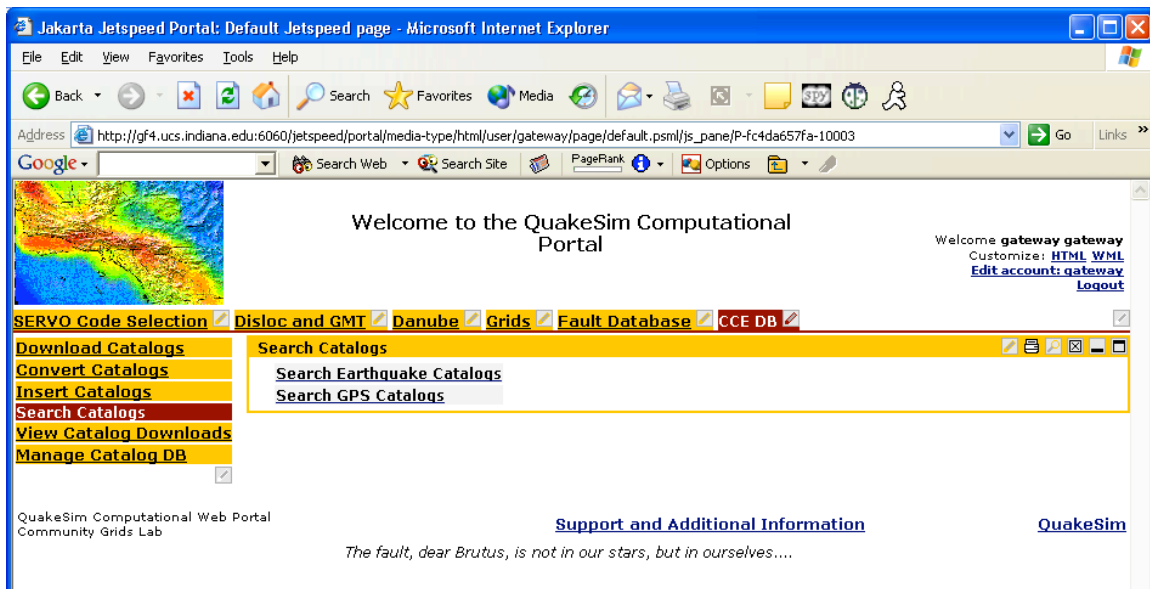 Jakarta Jetspeed Portal: Default Jetspeed page - Microsoft Internet Explorer
File Edit View Favorites Tools Help
Back Search Favorites Media SPY
Address http://gf4.ucs.indiana.edu:6060/jetspeed/portal/media-type/html/user/gateway/page/default.psml/js_pane/P-fc4da657fa-10003 Go Links »
Google Search Web Search Site PageRank Options
Welcome to the QuakeSim Computational
Portal
Welcome gateway gateway
Customize: HTML WML
Edit account: gateway
Logout
SERVO Code Selection Disloc and GMT Danube Grids Fault Database CCE DB
Download Catalogs
Convert Catalogs
Insert Catalogs
Search Catalogs
View Catalog Downloads
Manage Catalog DB
Search Catalogs
Search Earthquake Catalogs
Search GPS Catalogs
QuakeSim Computational Web Portal
Community Grids Lab
Support and Additional Information
QuakeSim
The fault, dear Brutus, is not in our stars, but in ourselves....